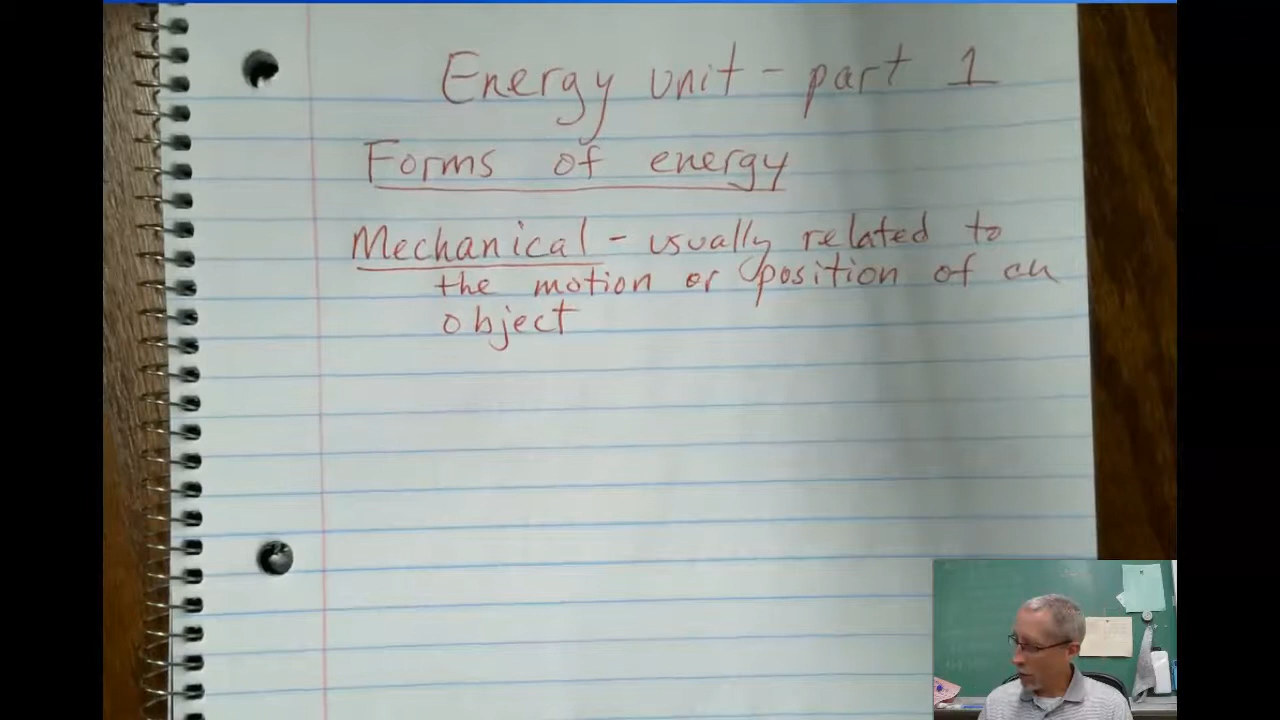 Energy unit - part 1
Forms of energy
Mechanical - usually related to
the motion or position of an
object